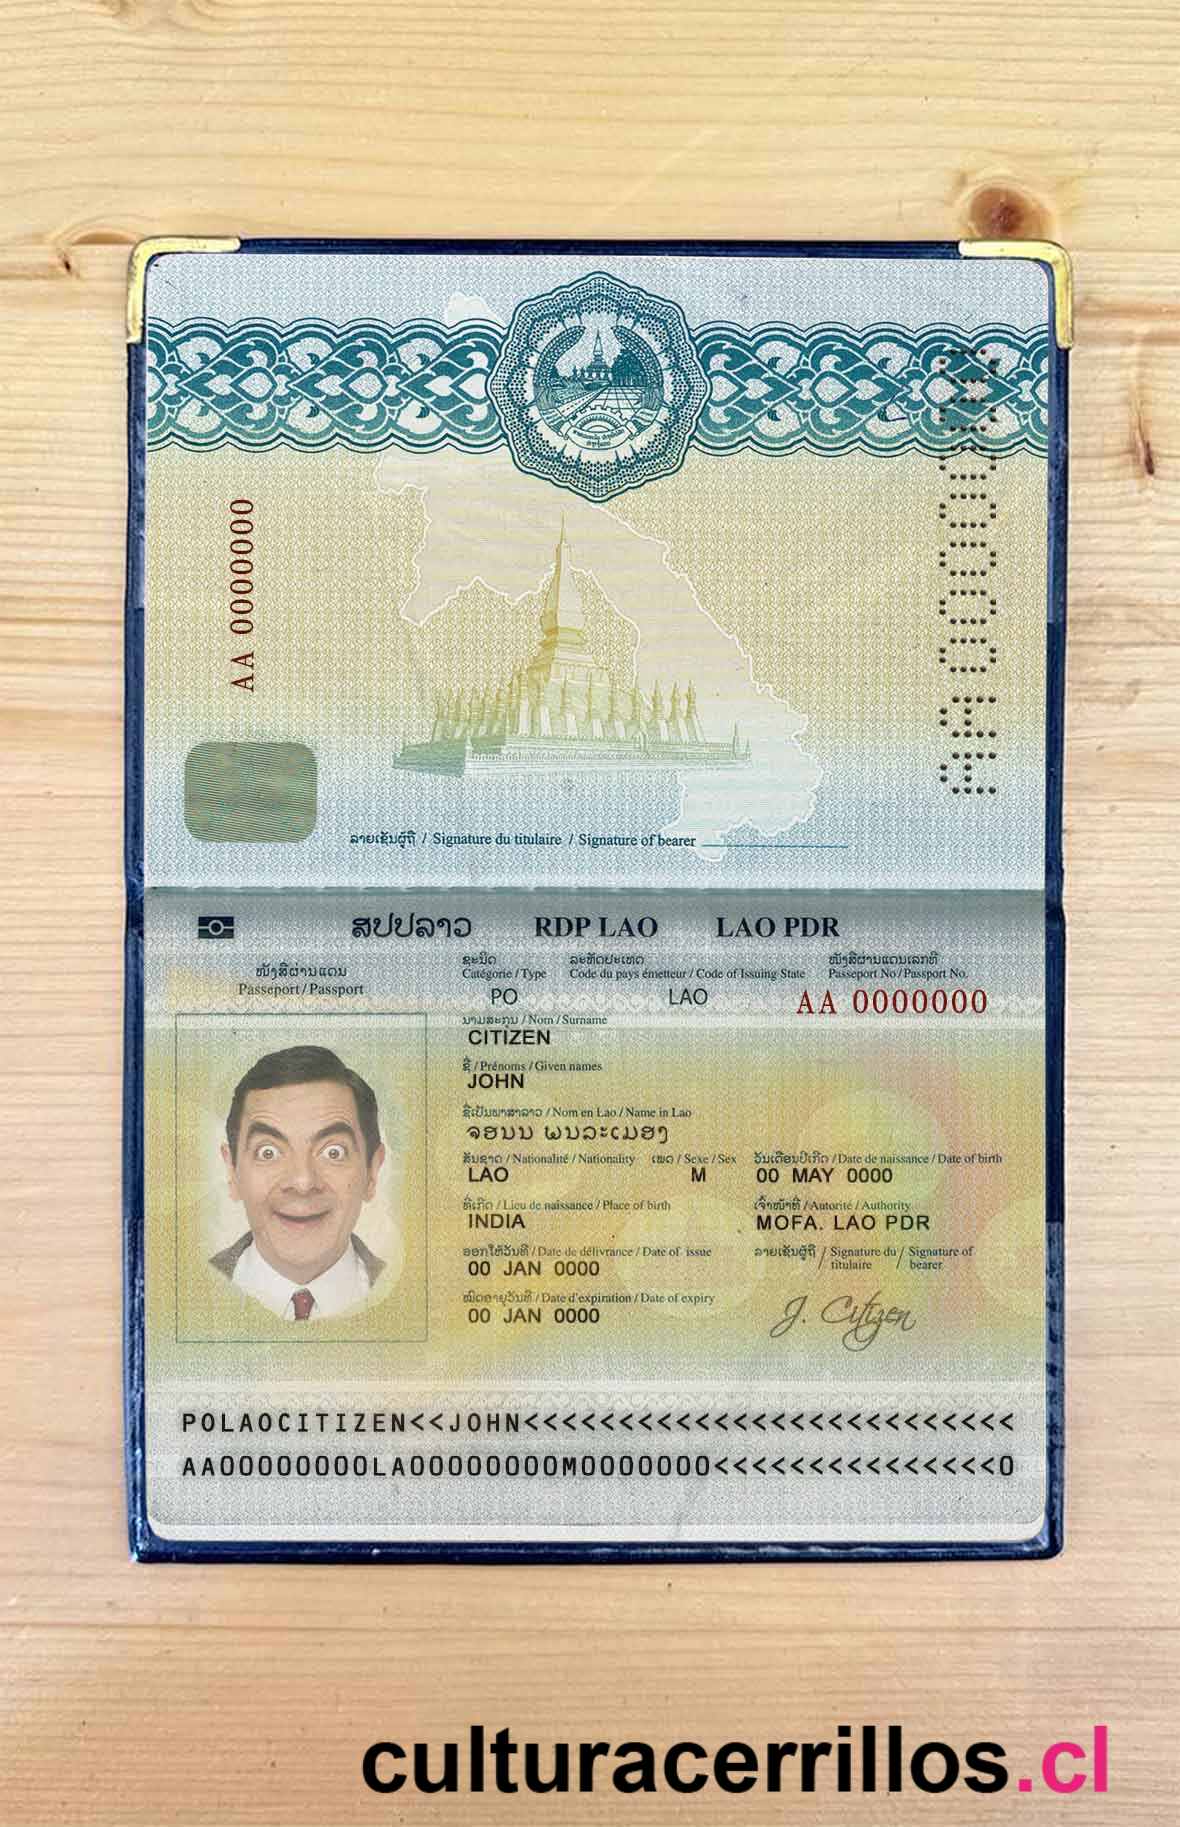 AA 0000000
AA 0000000
ລາຍເຊັນຜູ້ຖື / Signature du titulaire / Signature of bearer
ສປປລາວ RDP LAO LAO PDR
ໜັງສືຜ່ານແດນ
Passeport / Passport
ຊະນິດ
Catégorie / Type
ລະຫັດປະເທດ
Code du pays émetteur / Code of Issuing State
ໜັງສືຜ່ານແດນເລກທີ
Passeport No / Passport No.
PO LAO AA 0000000
ນາມສະກຸນ / Nom / Surname
CITIZEN
ຊື່ / Prénoms / Given names
JOHN
ຊື່ເປັນພາສາລາວ / Nom en Lao / Name in Lao
ຈອນນ ພນລະເມອງ
ສັນຊາດ / Nationalité / Nationality ເພດ / Sexe / Sex ວັນເດືອນປີເກີດ / Date de naissance / Date of birth
LAO M 00 MAY 0000
ທີ່ເກີດ / Lieu de naissance / Place of birth ເຈົ້າໜ້າທີ່ / Autorité / Authority
INDIA MOFA. LAO PDR
ອອກໃຫ້ວັນທີ / Date de délivrance / Date of issue
ລາຍເຊັນຜູ້ຖື / Signature du titulaire / Signature of bearer
00 JAN 0000
ໝົດອາຍຸວັນທີ / Date d'expiration / Date of expiry
00 JAN 0000
J. Citizen
POLAOCITIZEN<<JOHN<<<<<<<<<<<<<<<<<<<<<<<<<<
AA00000000LA00000000M0000000<<<<<<<<<<<<<<<0
culturacerrillos.cl